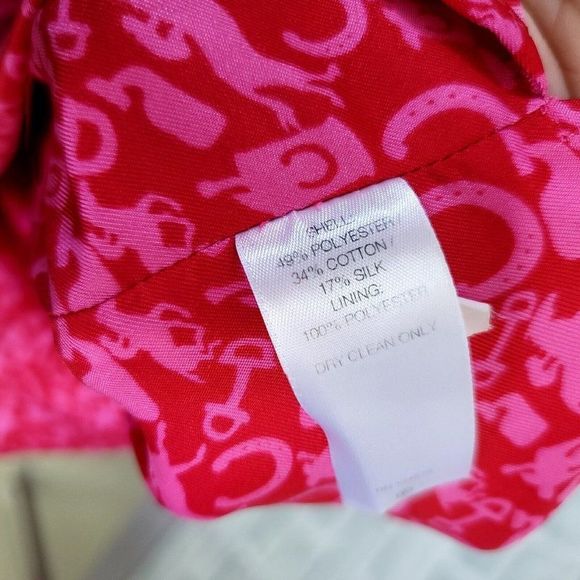 SHELL:
49% POLYESTER
34% COTTON /
17% SILK
LINING:
100% POLYESTER
DRY CLEAN ONLY